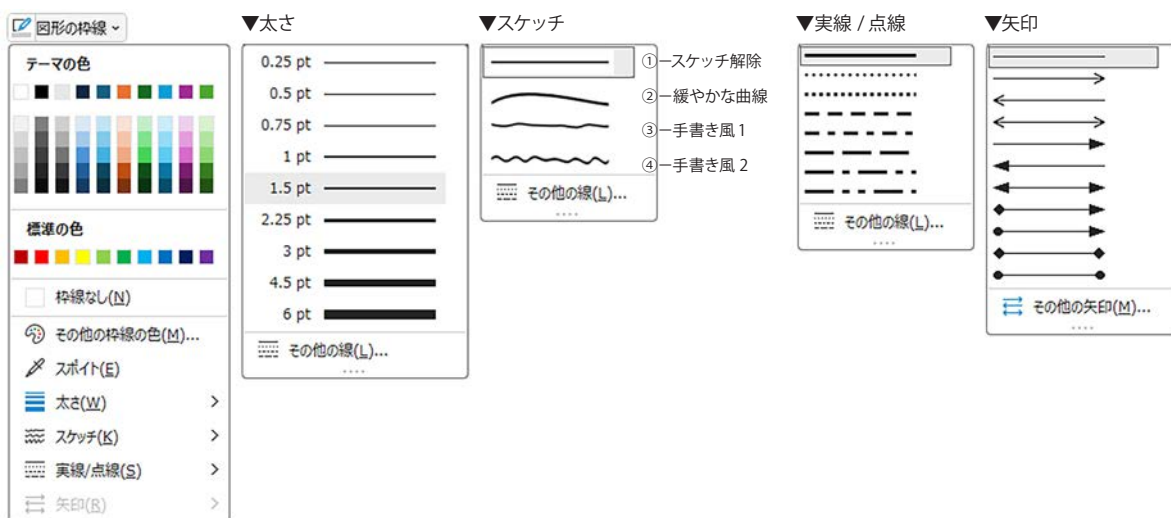 図形の枠線
テーマの色
標準の色
枠線なし(N)
その他の枠線の色(M)...
スポイト(E)
太さ(W)
スケッチ(K)
実線/点線(S)
矢印(R)
▼太さ
0.25 pt
0.5 pt
0.75 pt
1 pt
1.5 pt
2.25 pt
3 pt
4.5 pt
6 pt
その他の線(L)...
▼スケッチ
①ースケッチ解除
②ー緩やかな曲線
③ー手書き風 1
④ー手書き風 2
その他の線(L)...
▼実線 / 点線
その他の線(L)...
▼矢印
その他の矢印(M)...